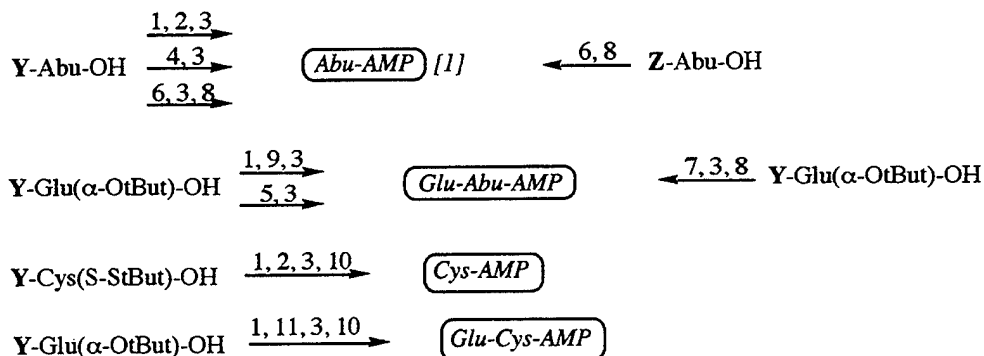 1, 2, 3
Y-Abu-OH 4, 3 Abu-AMP [1] 6, 8 Z-Abu-OH
6, 3, 8
1, 9, 3
Y-Glu(α-OtBut)-OH Glu-Abu-AMP 7, 3, 8 Y-Glu(α-OtBut)-OH
5, 3
Y-Cys(S-StBut)-OH 1, 2, 3, 10 Cys-AMP
Y-Glu(α-OtBut)-OH 1, 11, 3, 10 Glu-Cys-AMP